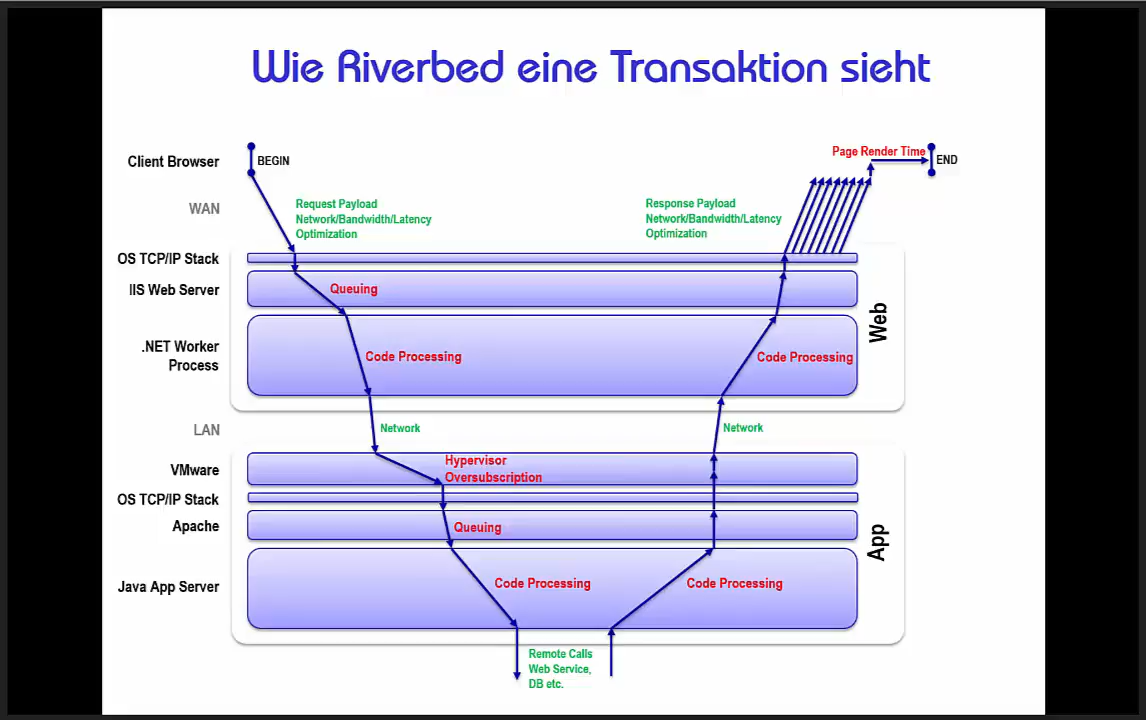 Wie Riverbed eine Transaktion sieht
Client Browser
BEGIN
Page Render Time
END
WAN
Request Payload
Network/Bandwidth/Latency
Optimization
Response Payload
Network/Bandwidth/Latency
Optimization
OS TCP/IP Stack
IIS Web Server
Queuing
.NET Worker
Process
Code Processing
Code Processing
Web
LAN
Network
Network
VMware
Hypervisor
Oversubscription
OS TCP/IP Stack
Apache
Queuing
App
Java App Server
Code Processing
Code Processing
Remote Calls
Web Service,
DB etc.